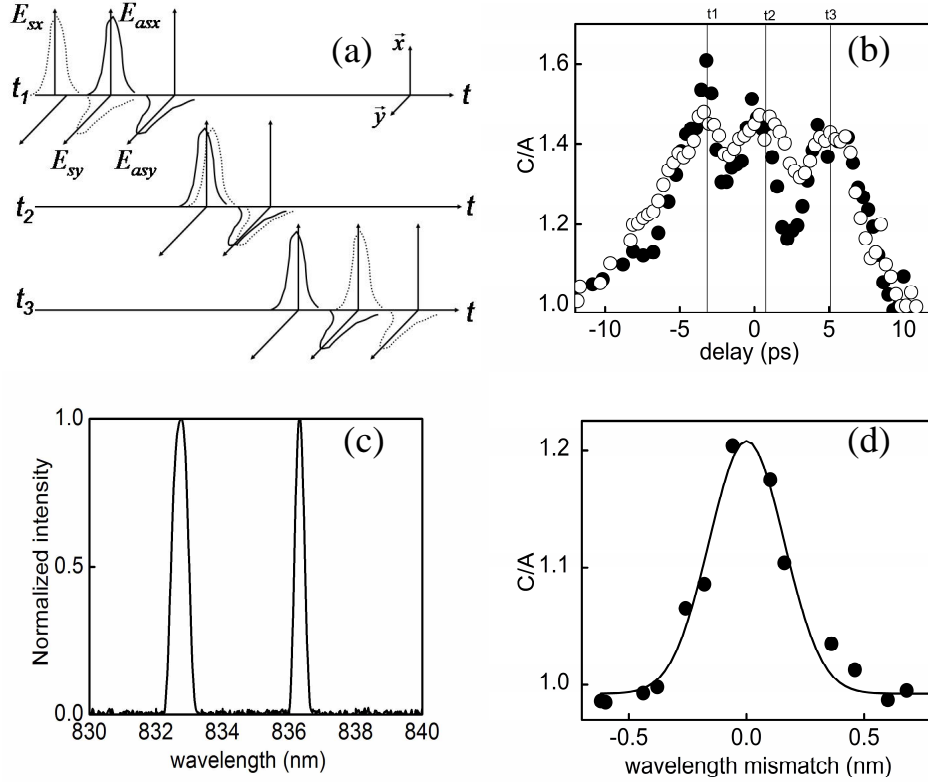 E_sx E_asx (a) x⃗
t_1 t y⃗
E_sy E_asy
t_2 t
t_3 t
t1 t2 t3
(b)
1.6
1.4
1.2
1.0
C/A
-10 -5 0 5 10
delay (ps)
(c)
1.0
0.5
0.0
Normalized intensity
830 832 834 836 838 840
wavelength (nm)
(d)
1.2
1.1
1.0
C/A
-0.5 0.0 0.5
wavelength mismatch (nm)